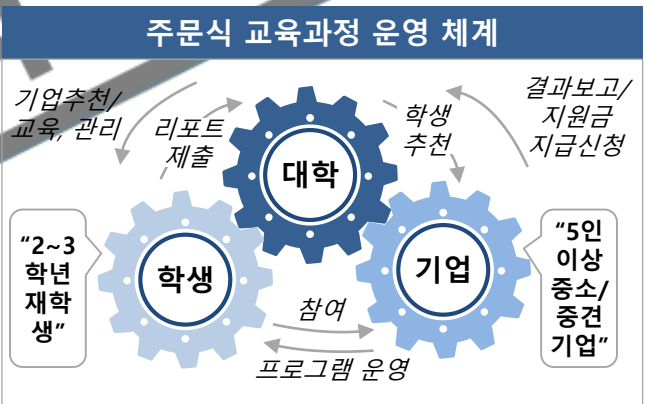 주문식 교육과정 운영 체계
기업추천/
교육, 관리
리포트
제출
대학
학생
추천
결과보고/
지원금
지급신청
“2~3
학년
재학
생”
학생
기업
“5인
이상
중소/
중견
기업”
참여
프로그램 운영